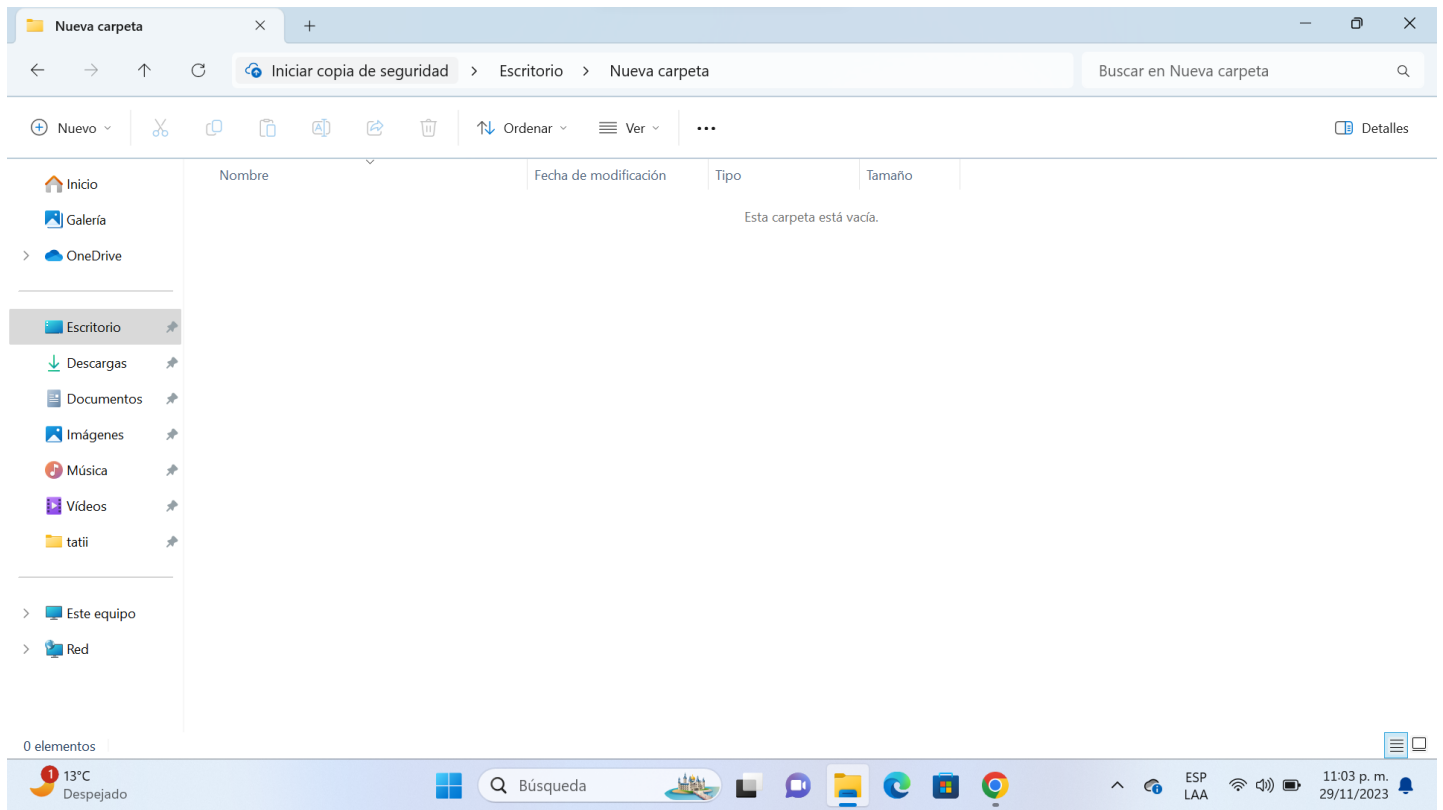 Nueva carpeta
Iniciar copia de seguridad > Escritorio > Nueva carpeta
Buscar en Nueva carpeta
Nuevo
Ordenar
Ver
Detalles
Nombre
Fecha de modificación
Tipo
Tamaño
Esta carpeta está vacía.
Inicio
Galería
OneDrive
Escritorio
Descargas
Documentos
Imágenes
Música
Vídeos
tatii
Este equipo
Red
0 elementos
1
13°C
Despejado
Búsqueda
ESP
LAA
11:03 p. m.
29/11/2023